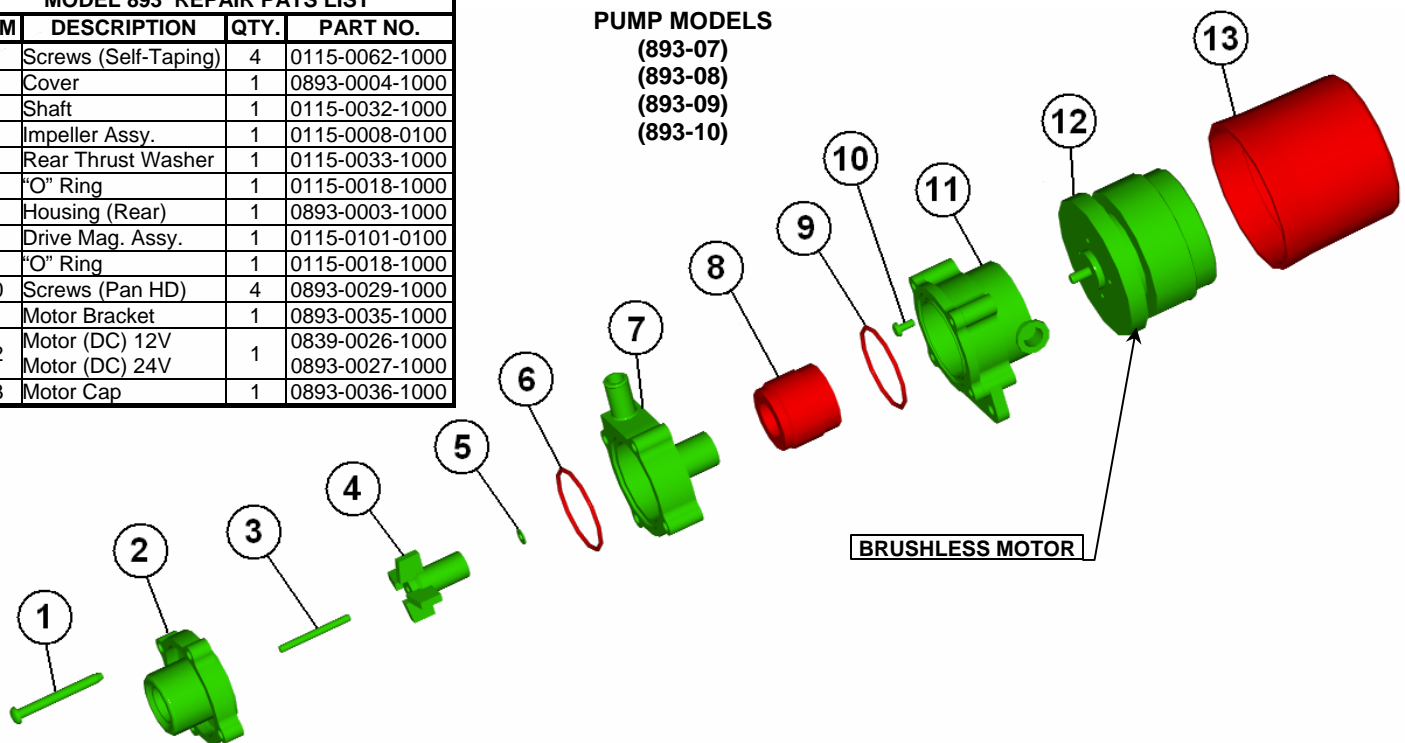 MODEL 893 REPAIR PATS LIST
M DESCRIPTION QTY. PART NO.
Screws (Self-Taping) 4 0115-0062-1000
Cover 1 0893-0004-1000
Shaft 1 0115-0032-1000
Impeller Assy. 1 0115-0008-0100
Rear Thrust Washer 1 0115-0033-1000
“O” Ring 1 0115-0018-1000
Housing (Rear) 1 0893-0003-1000
Drive Mag. Assy. 1 0115-0101-0100
“O” Ring 1 0115-0018-1000
0 Screws (Pan HD) 4 0893-0029-1000
Motor Bracket 1 0893-0035-1000
2 Motor (DC) 12V 1 0839-0026-1000
Motor (DC) 24V 0893-0027-1000
3 Motor Cap 1 0893-0036-1000
PUMP MODELS
(893-07)
(893-08)
(893-09)
(893-10)
13
12
10
11
9
8
7
6
5
4
3
2
1
BRUSHLESS MOTOR